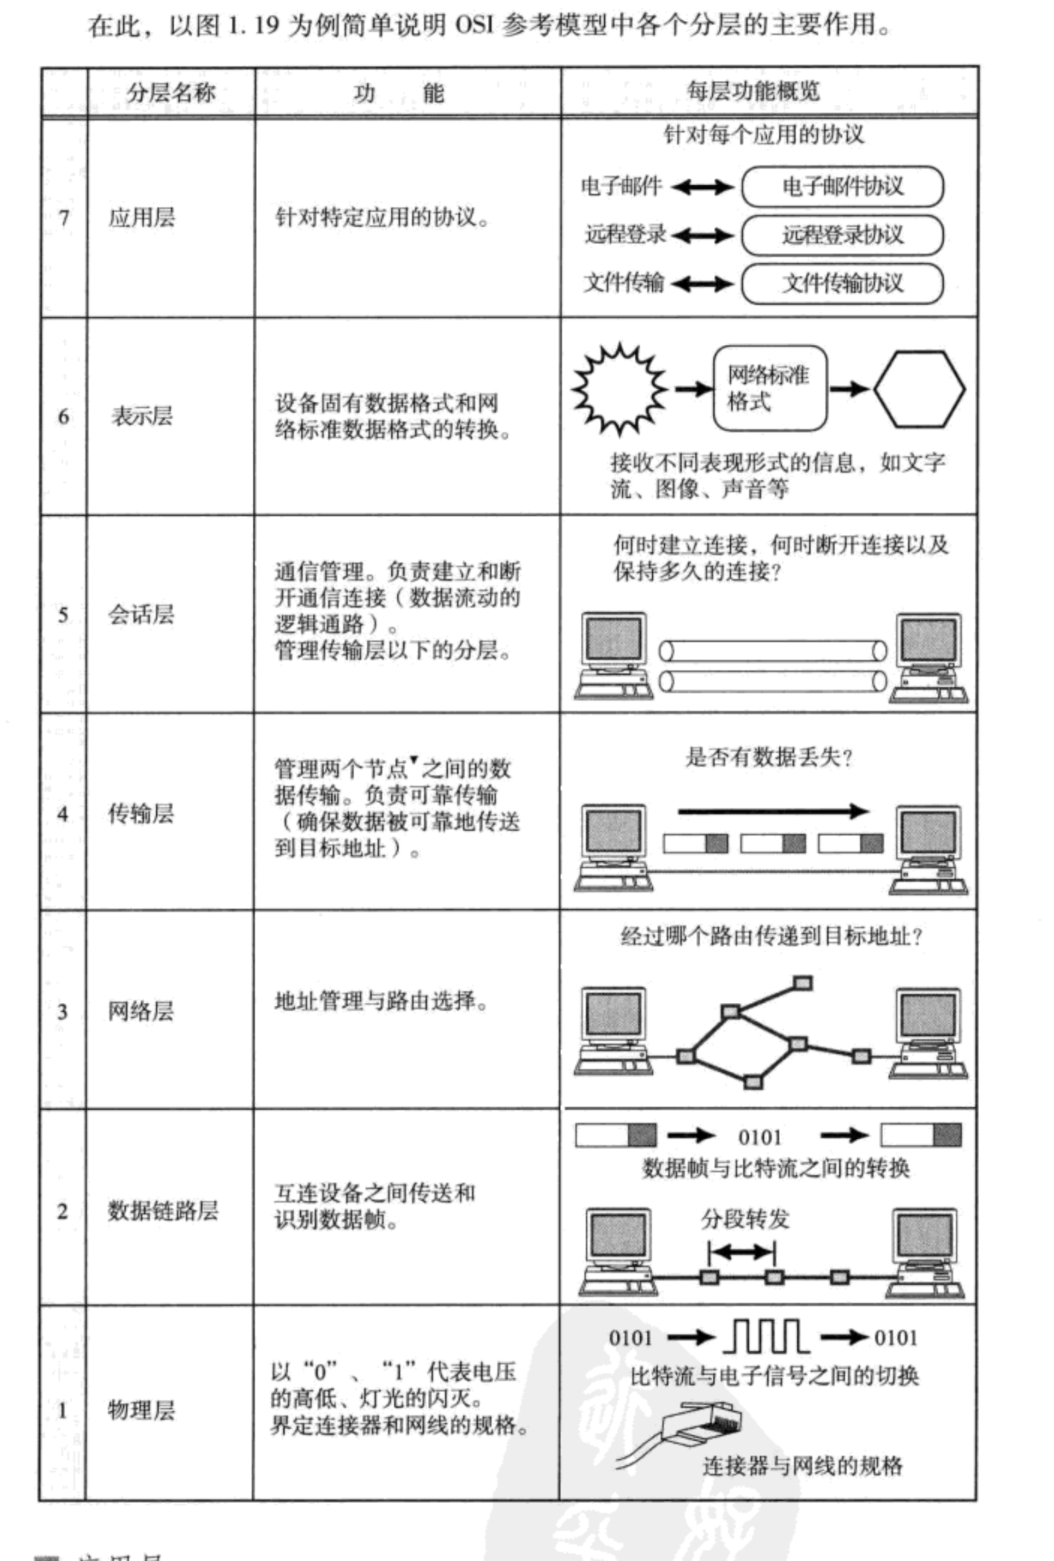 在此，以图 1.19 为例简单说明 OSI 参考模型中各个分层的主要作用。
分层名称
功 能
每层功能概览
7
应用层
针对特定应用的协议。
针对每个应用的协议
电子邮件
电子邮件协议
远程登录
远程登录协议
文件传输
文件传输协议
6
表示层
设备固有数据格式和网
络标准数据格式的转换。
网络标准
格式
接收不同表现形式的信息，如文字
流、图像、声音等
5
会话层
通信管理。负责建立和断
开通信连接（数据流动的
逻辑通路）。
管理传输层以下的分层。
何时建立连接，何时断开连接以及
保持多久的连接？
4
传输层
管理两个节点▼之间的数
据传输。负责可靠传输
（确保数据被可靠地传送
到目标地址）。
是否有数据丢失？
3
网络层
地址管理与路由选择。
经过哪个路由传递到目标地址？
2
数据链路层
互连设备之间传送和
识别数据帧。
0101
数据帧与比特流之间的转换
分段转发
1
物理层
以“0”、“1”代表电压
的高低、灯光的闪灭。
界定连接器和网线的规格。
0101
0101
比特流与电子信号之间的切换
连接器与网线的规格